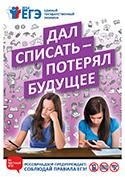 ЕГЭ
ЕДИНЫЙ
ГОСУДАРСТВЕННЫЙ
ЭКЗАМЕН
ДАЛ
СПИСАТЬ –
ПОТЕРЯЛ
БУДУЩЕЕ
РОСОБРНАДЗОР ПРЕДУПРЕЖДАЕТ:
СОБЛЮДАЙ ПРАВИЛА ЕГЭ!